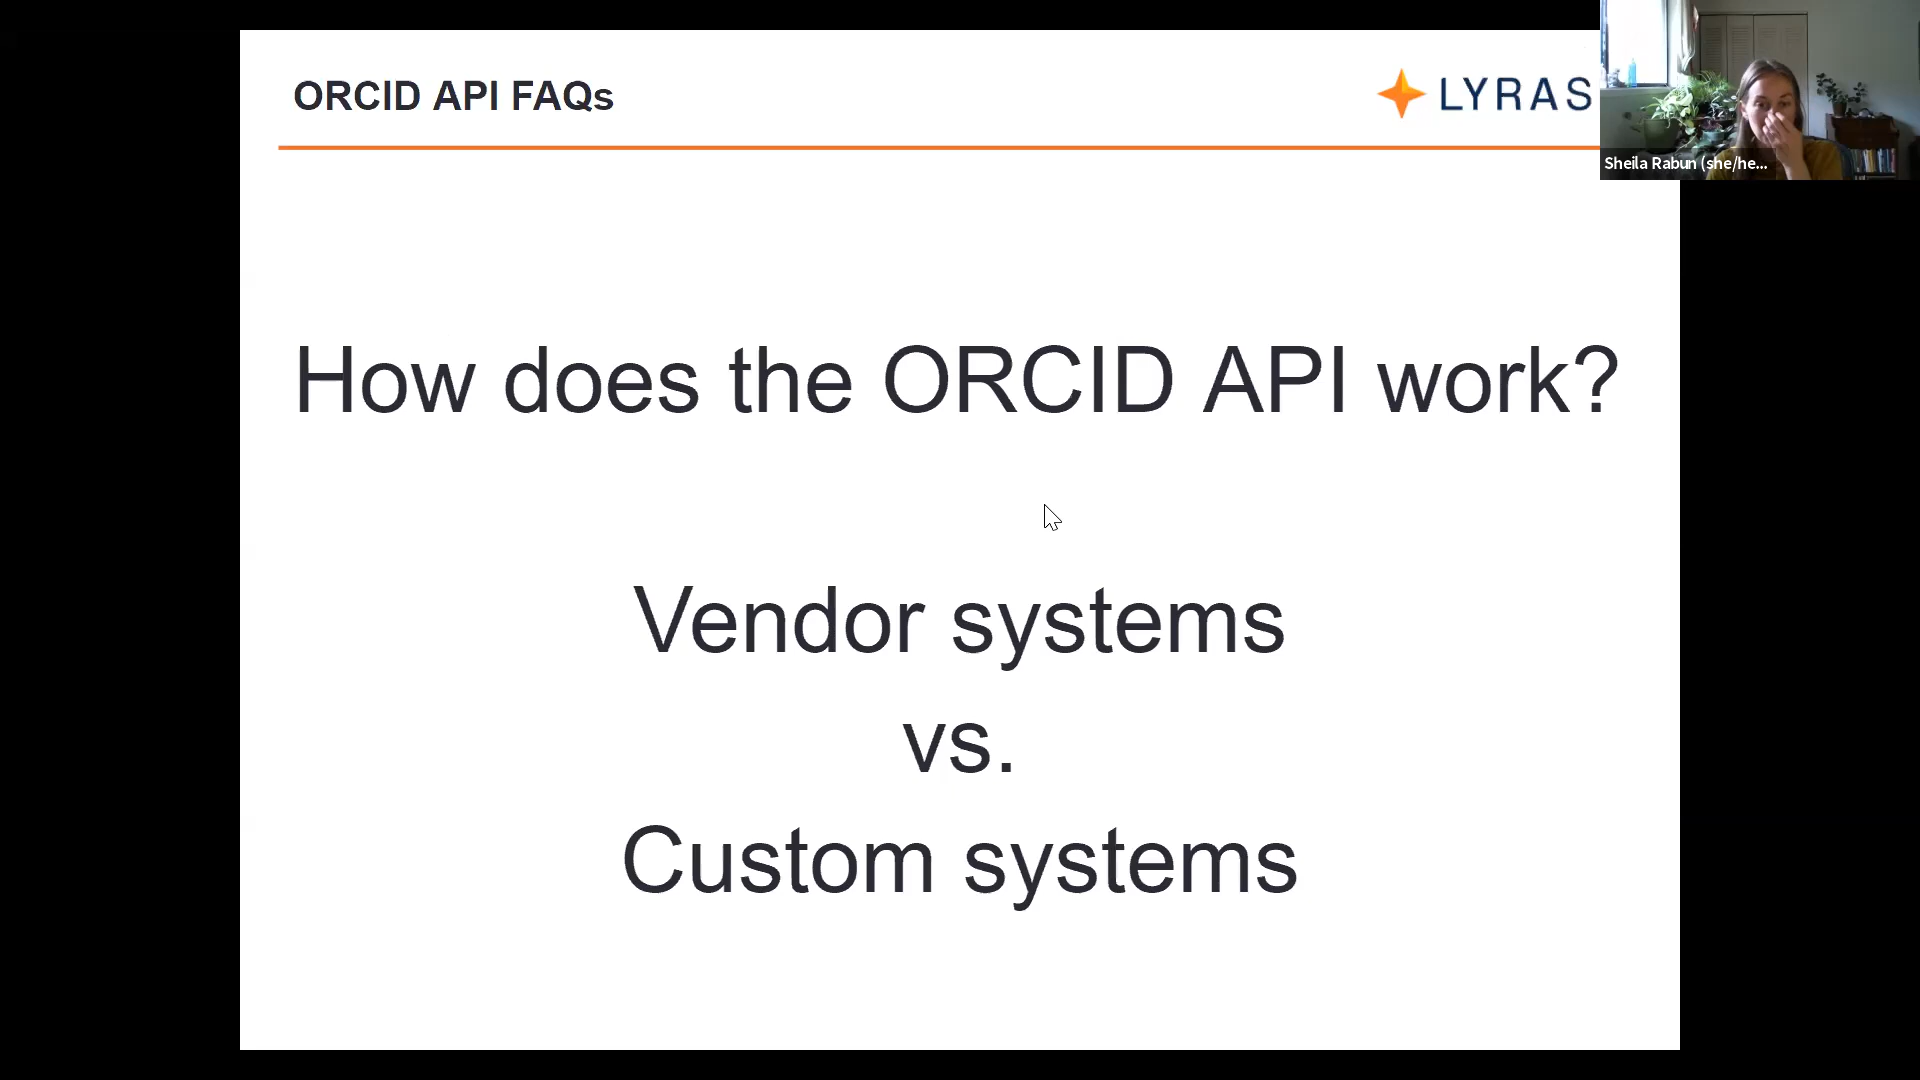 ORCID API FAQs
LYRAS
Sheila Rabun (she/he...
How does the ORCID API work?
Vendor systems
vs.
Custom systems